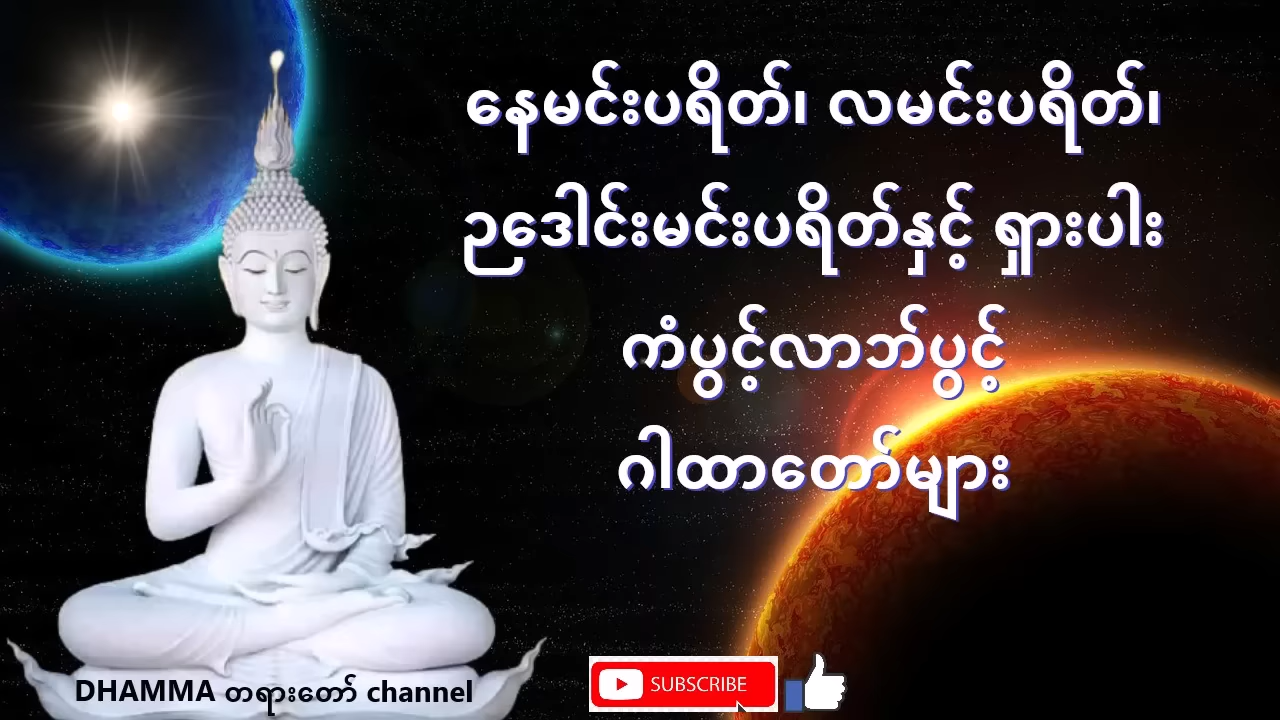 နေမင်းပရိတ်၊ လမင်းပရိတ်၊
ဥဒေါင်းမင်းပရိတ်နှင့် ရှားပါး
ကံပွင့်လာဘ်ပွင့်
ဂါထာတော်များ
DHAMMA တရားတော် channel
SUBSCRIBE